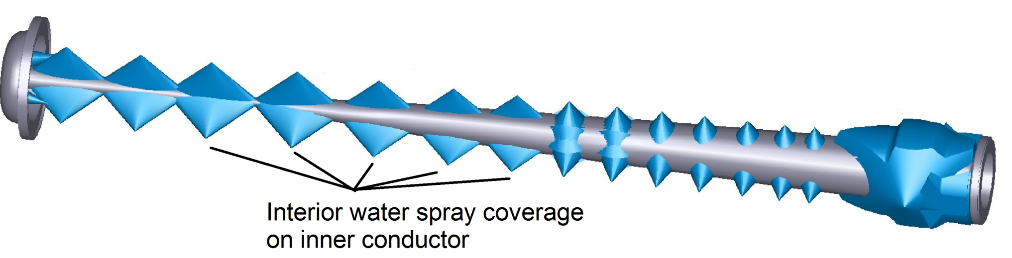 Interior water spray coverage
on inner conductor